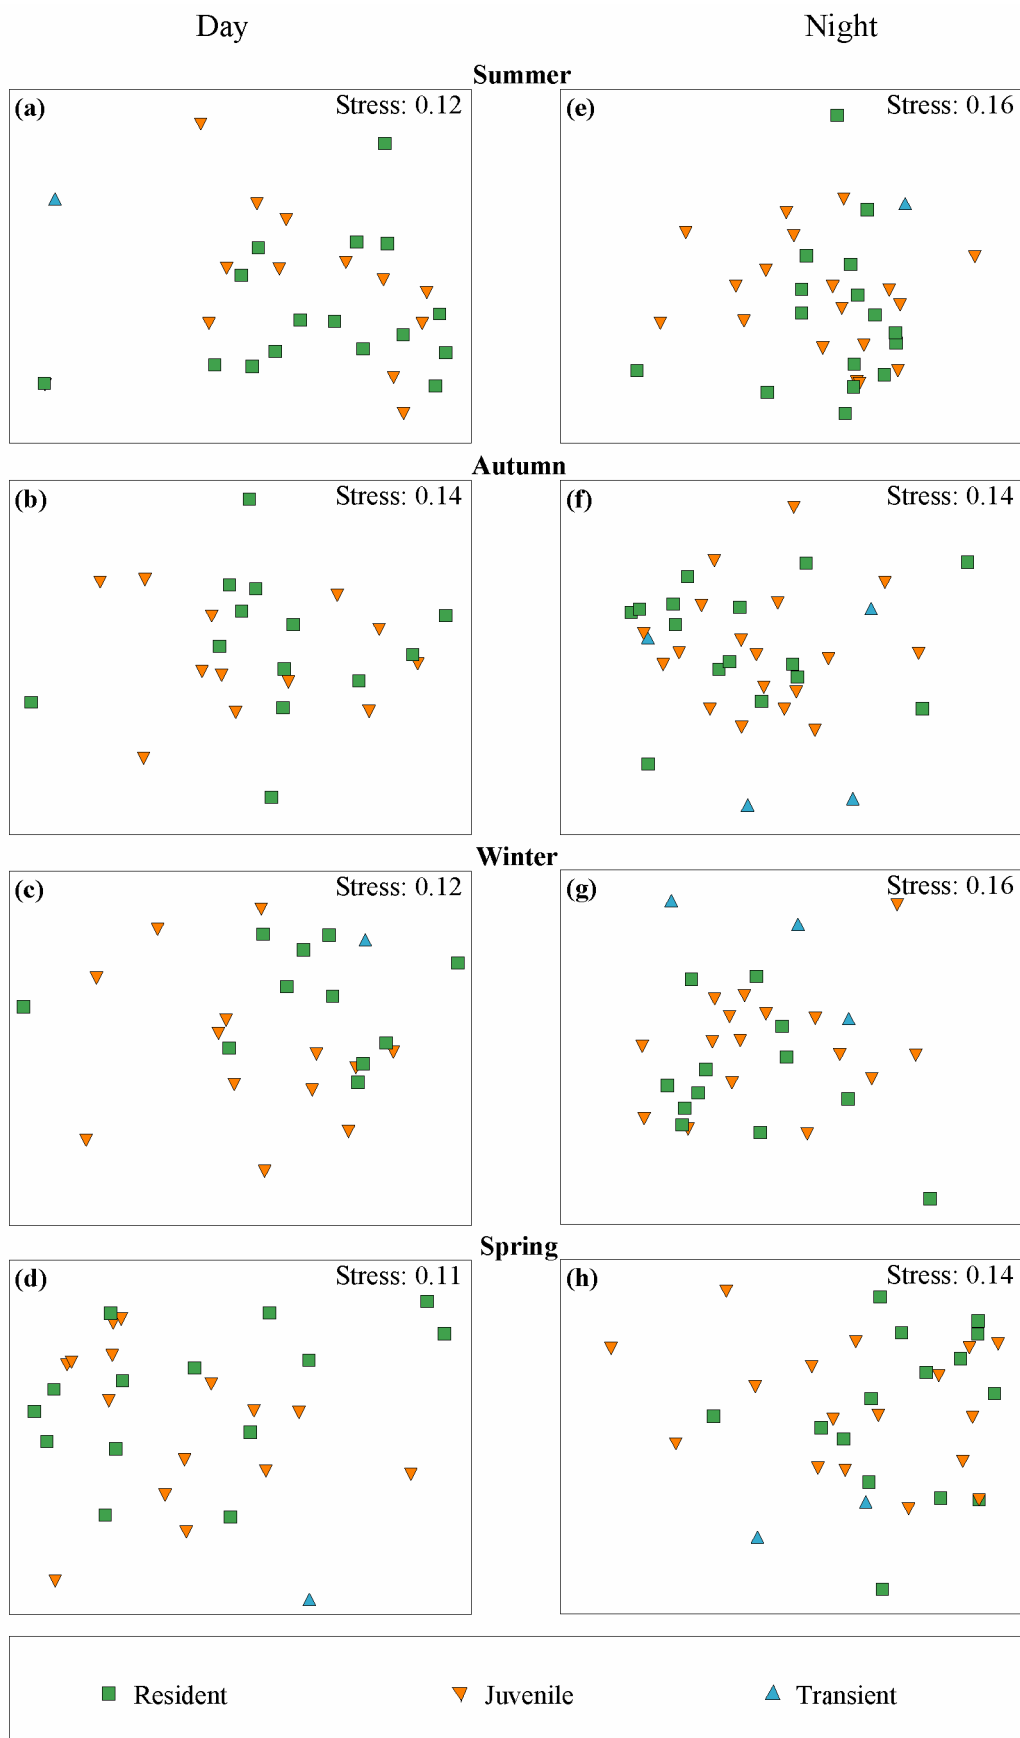 Day Night
Summer
(a) Stress: 0.12
(e) Stress: 0.16
Autumn
(b) Stress: 0.14
(f) Stress: 0.14
Winter
(c) Stress: 0.12
(g) Stress: 0.16
Spring
(d) Stress: 0.11
(h) Stress: 0.14
Resident Juvenile Transient